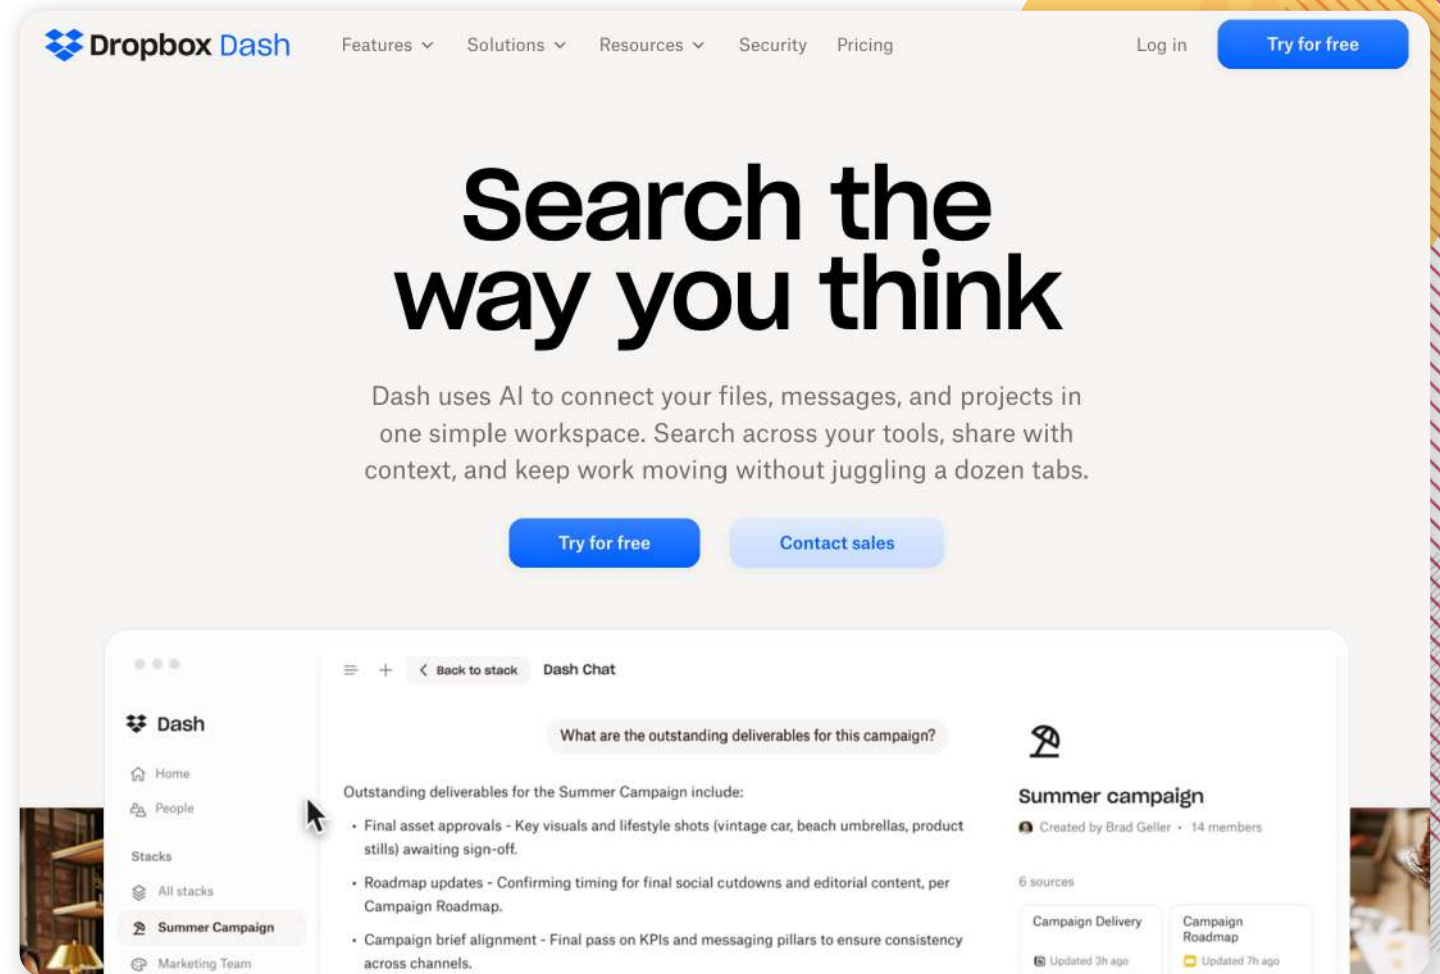 Dropbox Dash
Features
Solutions
Resources
Security
Pricing
Log in
Try for free
Search the
way you think
Dash uses AI to connect your files, messages, and projects in
one simple workspace. Search across your tools, share with
context, and keep work moving without juggling a dozen tabs.
Try for free
Contact sales
Dash
Home
People
Stacks
All stacks
Summer Campaign
Marketing Team
Back to stack
Dash Chat
What are the outstanding deliverables for this campaign?
Outstanding deliverables for the Summer Campaign include:
• Final asset approvals - Key visuals and lifestyle shots (vintage car, beach umbrellas, product
stills) awaiting sign-off.
• Roadmap updates - Confirming timing for final social cutdowns and editorial content, per
Campaign Roadmap.
• Campaign brief alignment - Final pass on KPIs and messaging pillars to ensure consistency
across channels.
Summer campaign
Created by Brad Geller • 14 members
6 sources
Campaign Delivery
Updated 3h ago
Campaign
Roadmap
Updated 7h ago